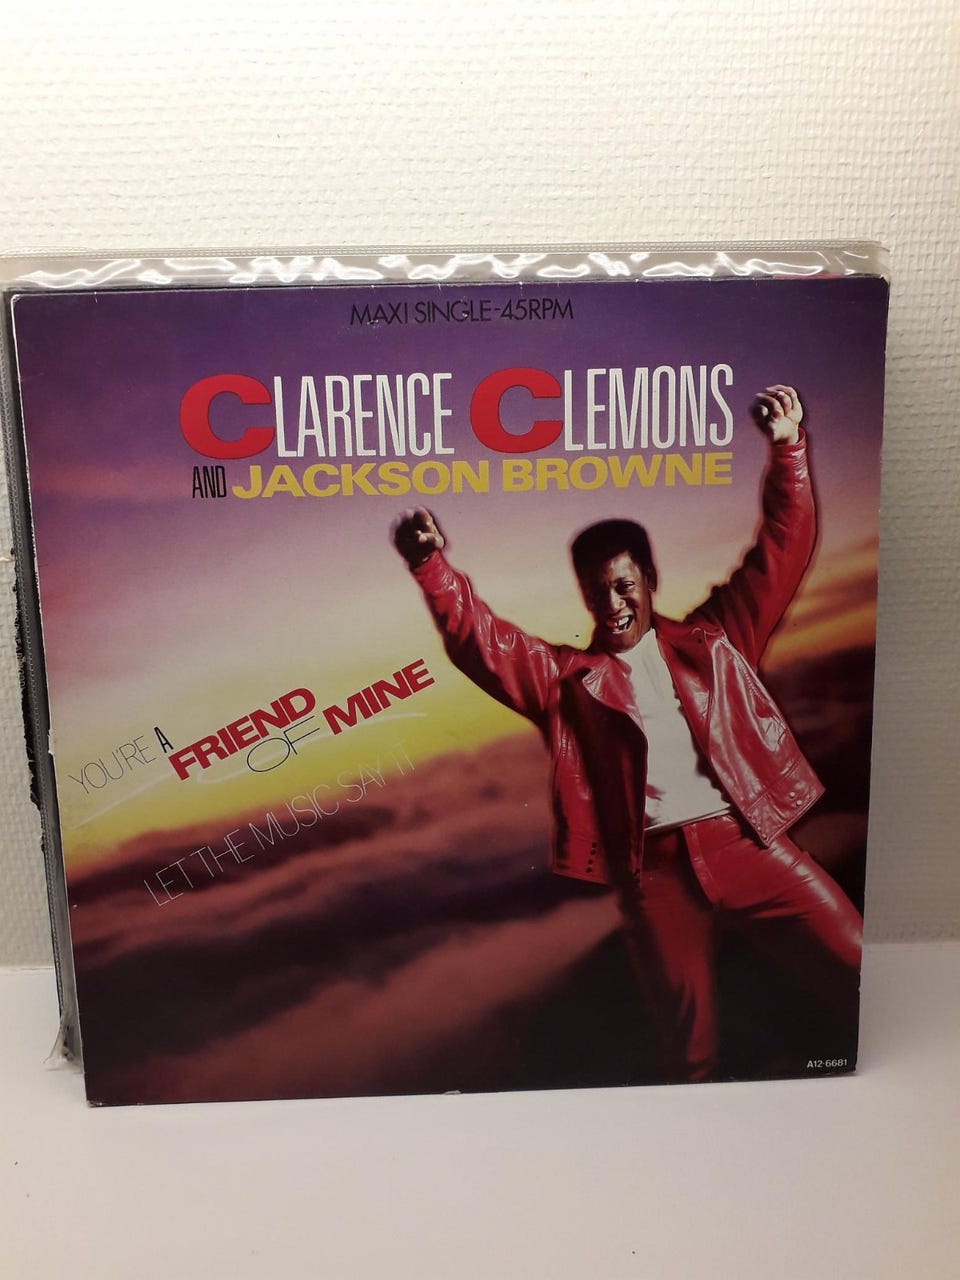 MAXI SINGLE-45RPM
CLARENCE CLEMONS
AND JACKSON BROWNE
YOU'RE A FRIEND OF MINE
LET THE MUSIC SAY IT
A12-6681